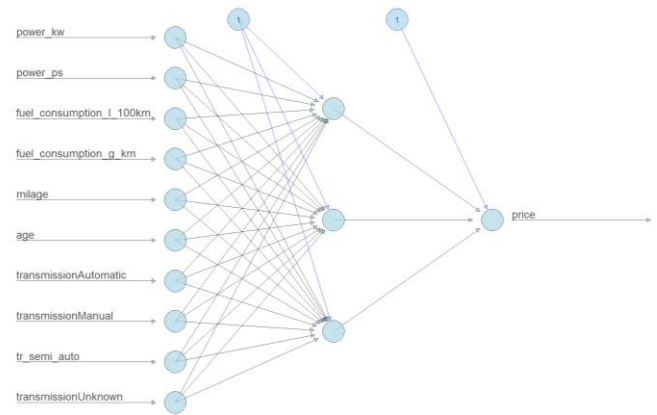 1
1
power_kw
power_ps
fuel_consumption_l_100km
fuel_consumption_g_km
milage
age
transmissionAutomatic
transmissionManual
tr_semi_auto
transmissionUnknown
price